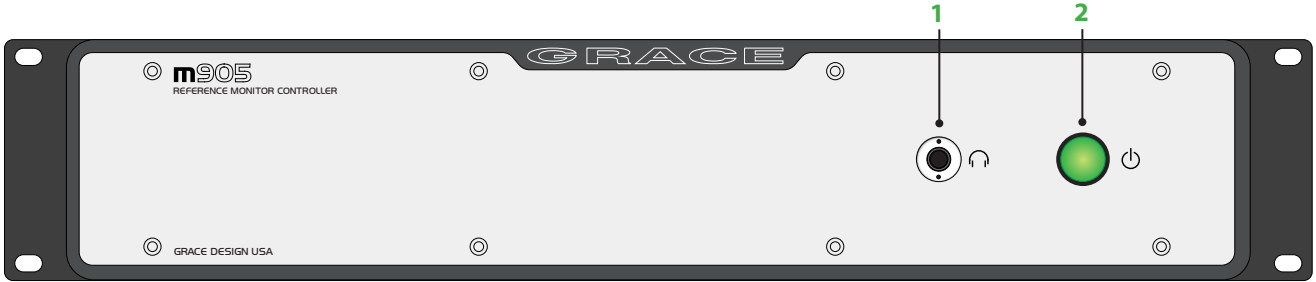 1 2
GRACE
m905
REFERENCE MONITOR CONTROLLER
GRACE DESIGN USA